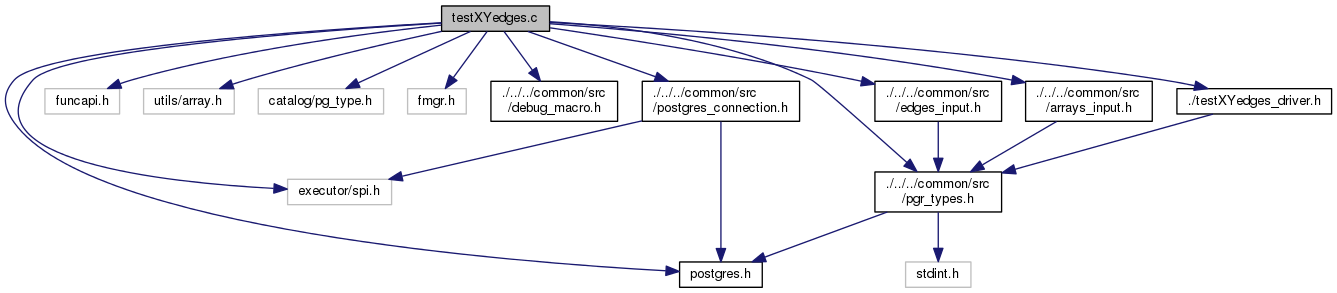 testXYedges.c
funcapi.h
utils/array.h
catalog/pg_type.h
fmgr.h
./../../common/src
/debug_macro.h
./../../common/src
/postgres_connection.h
./../../common/src
/edges_input.h
./../../common/src
/arrays_input.h
./testXYedges_driver.h
executor/spi.h
./../../common/src
/pgr_types.h
postgres.h
stdint.h